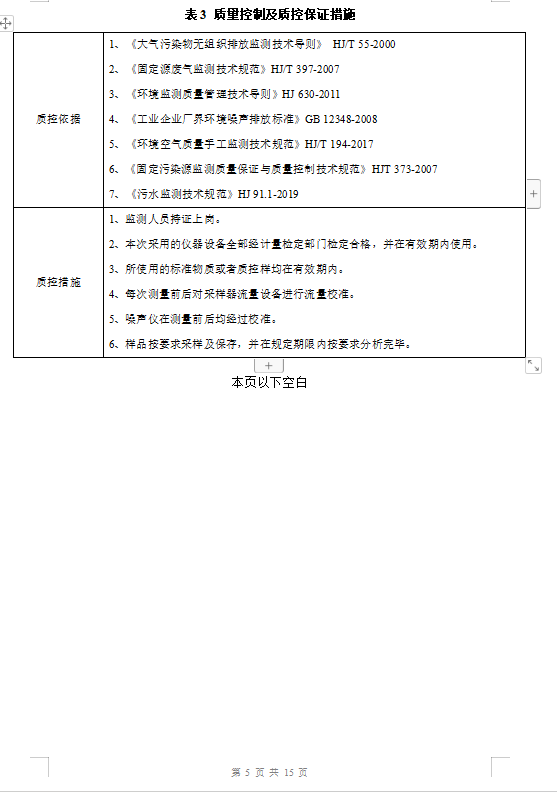 表3 质量控制及质控保证措施
质控依据
1、《大气污染物无组织排放监测技术导则》 HJ/T 55-2000
2、《固定源废气监测技术规范》HJ/T 397-2007
3、《环境监测质量管理技术导则》HJ 630-2011
4、《工业企业厂界环境噪声排放标准》GB 12348-2008
5、《环境空气质量手工监测技术规范》HJ/T 194-2017
6、《固定污染源监测质量保证与质量控制技术规范》HJT 373-2007
7、《污水监测技术规范》HJ 91.1-2019
质控措施
1、监测人员持证上岗。
2、本次采用的仪器设备全部经计量检定部门检定合格，并在有效期内使用。
3、所使用的标准物质或者质控样均在有效期内。
4、每次测量前后对采样器流量设备进行流量校准。
5、噪声仪在测量前后均经过校准。
6、样品按要求采样及保存，并在规定期限内按要求分析完毕。
本页以下空白
第 5 页 共 15 页